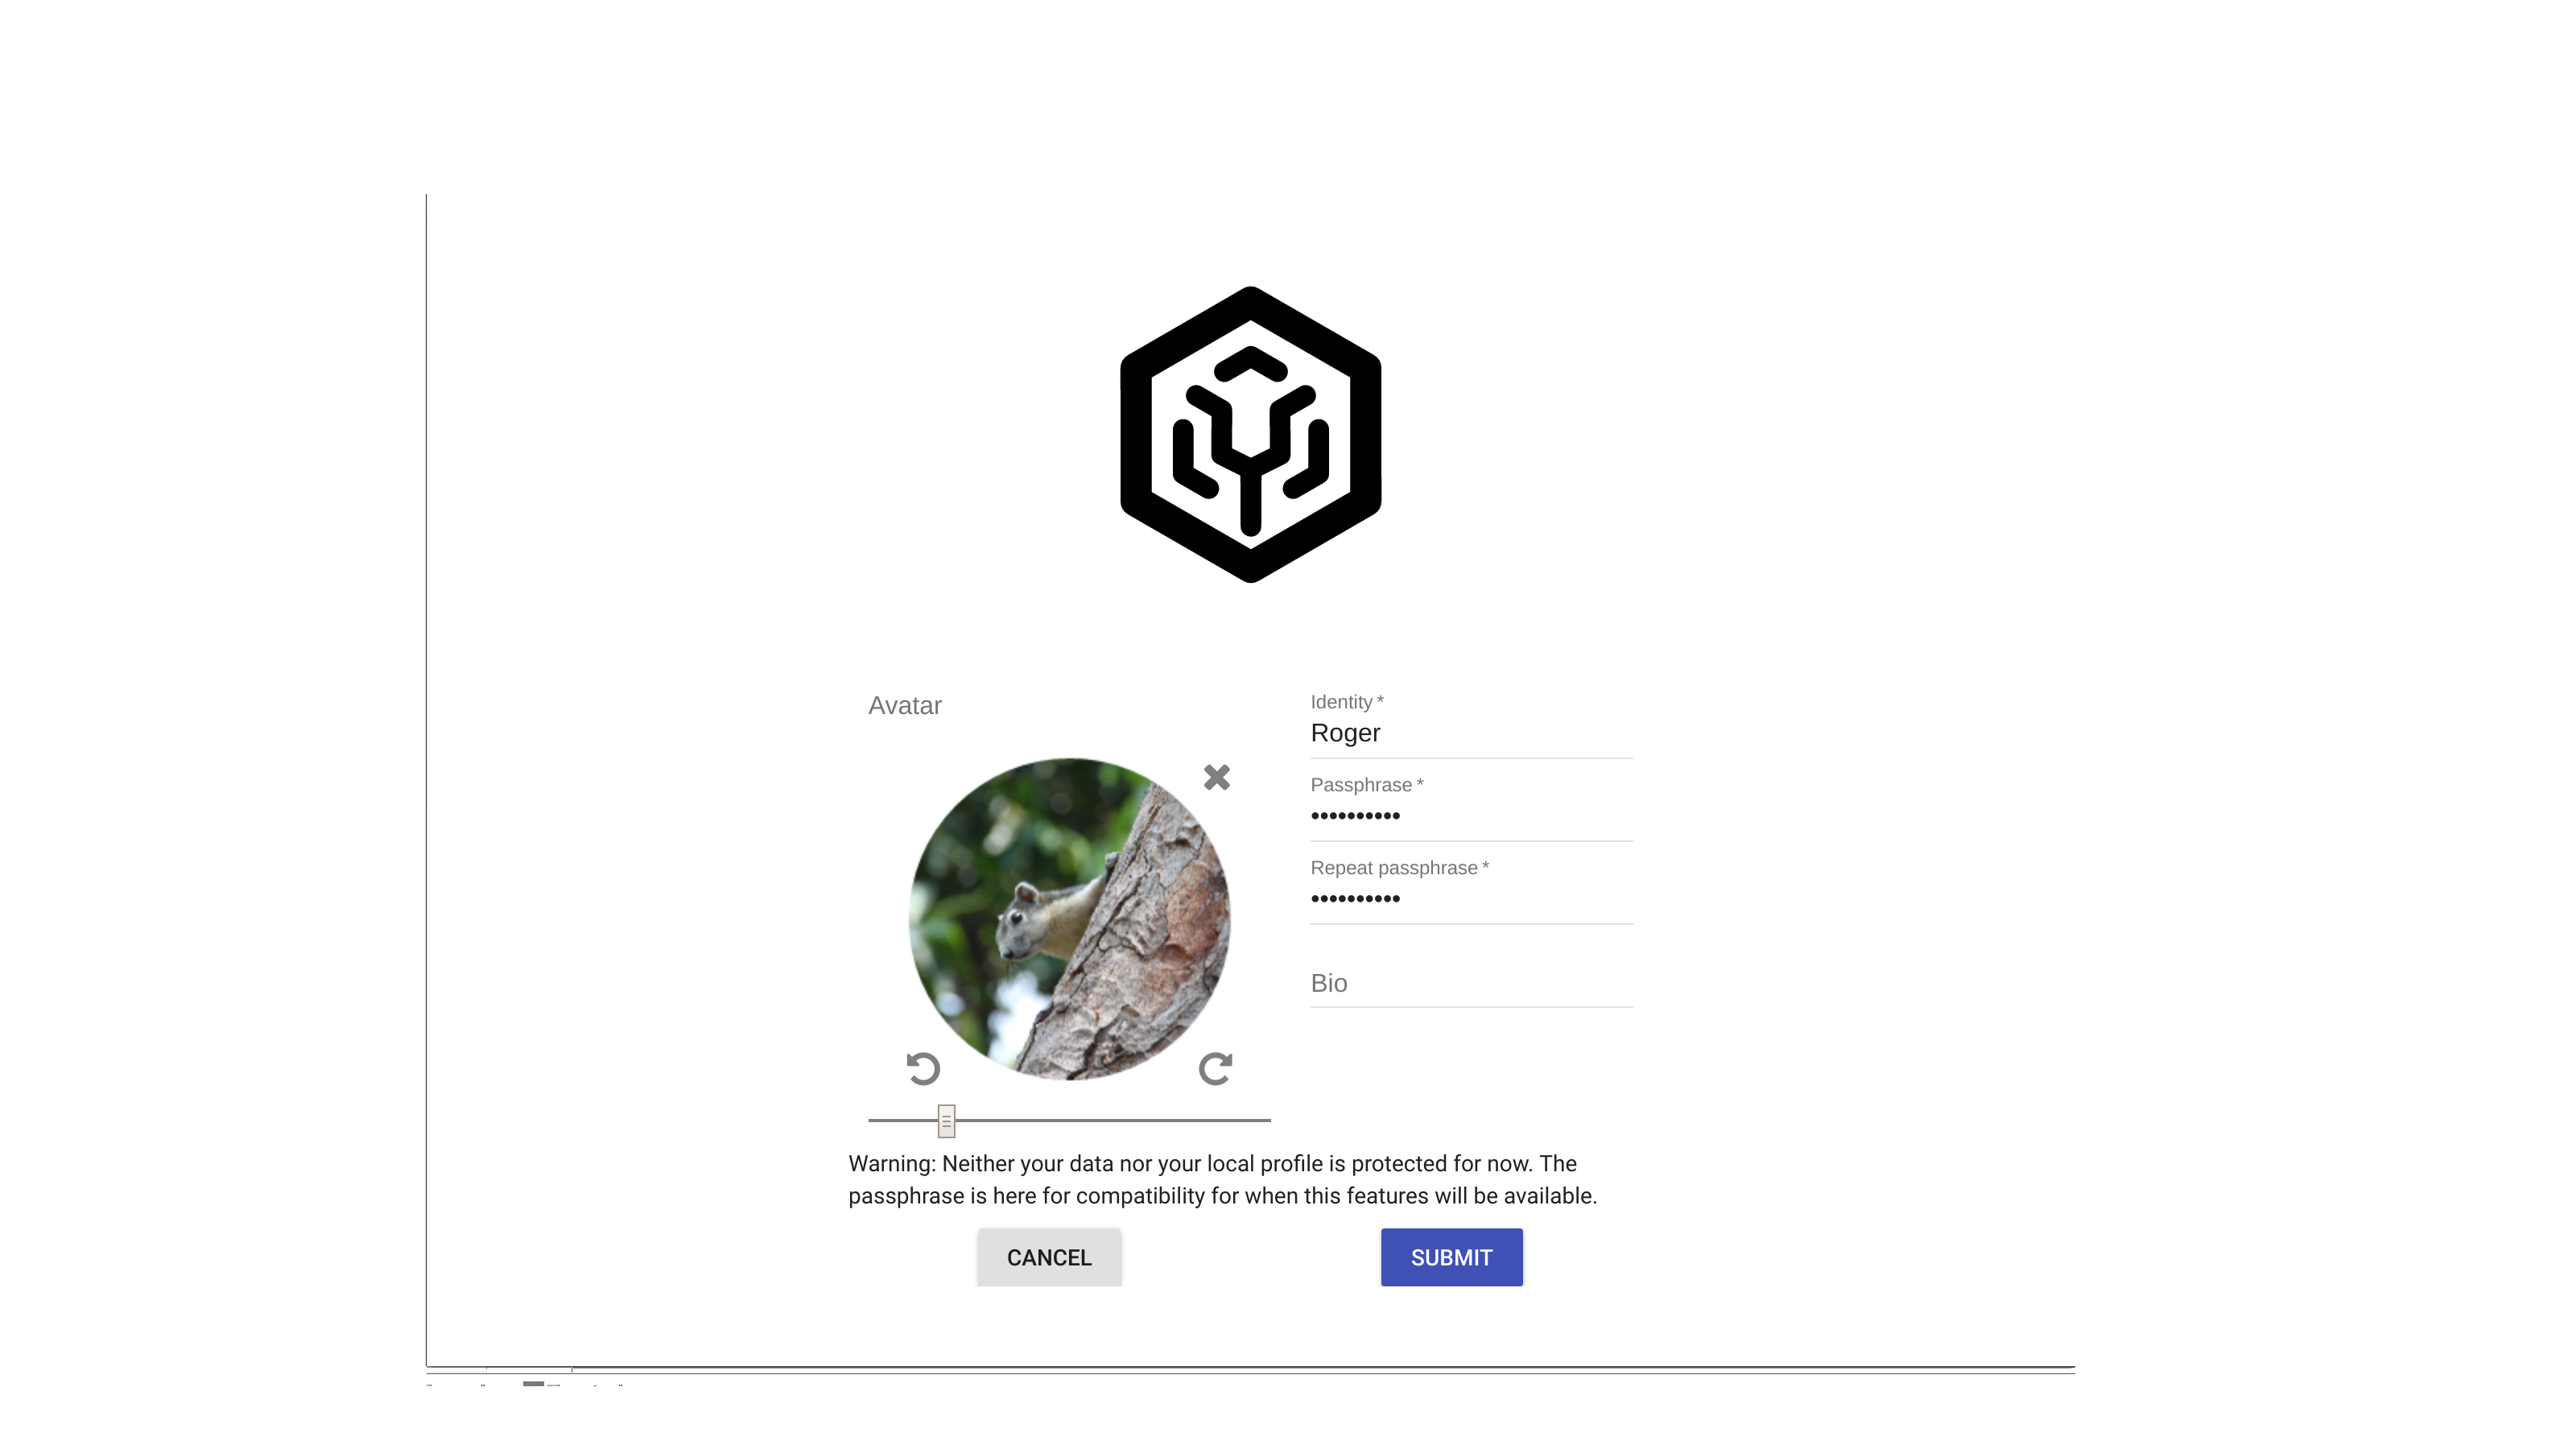 Avatar
Identity *
Roger
Passphrase *
••••••••••
Repeat passphrase *
••••••••••
Bio
Warning: Neither your data nor your local profile is protected for now. The
passphrase is here for compatibility for when this features will be available.
CANCEL
SUBMIT